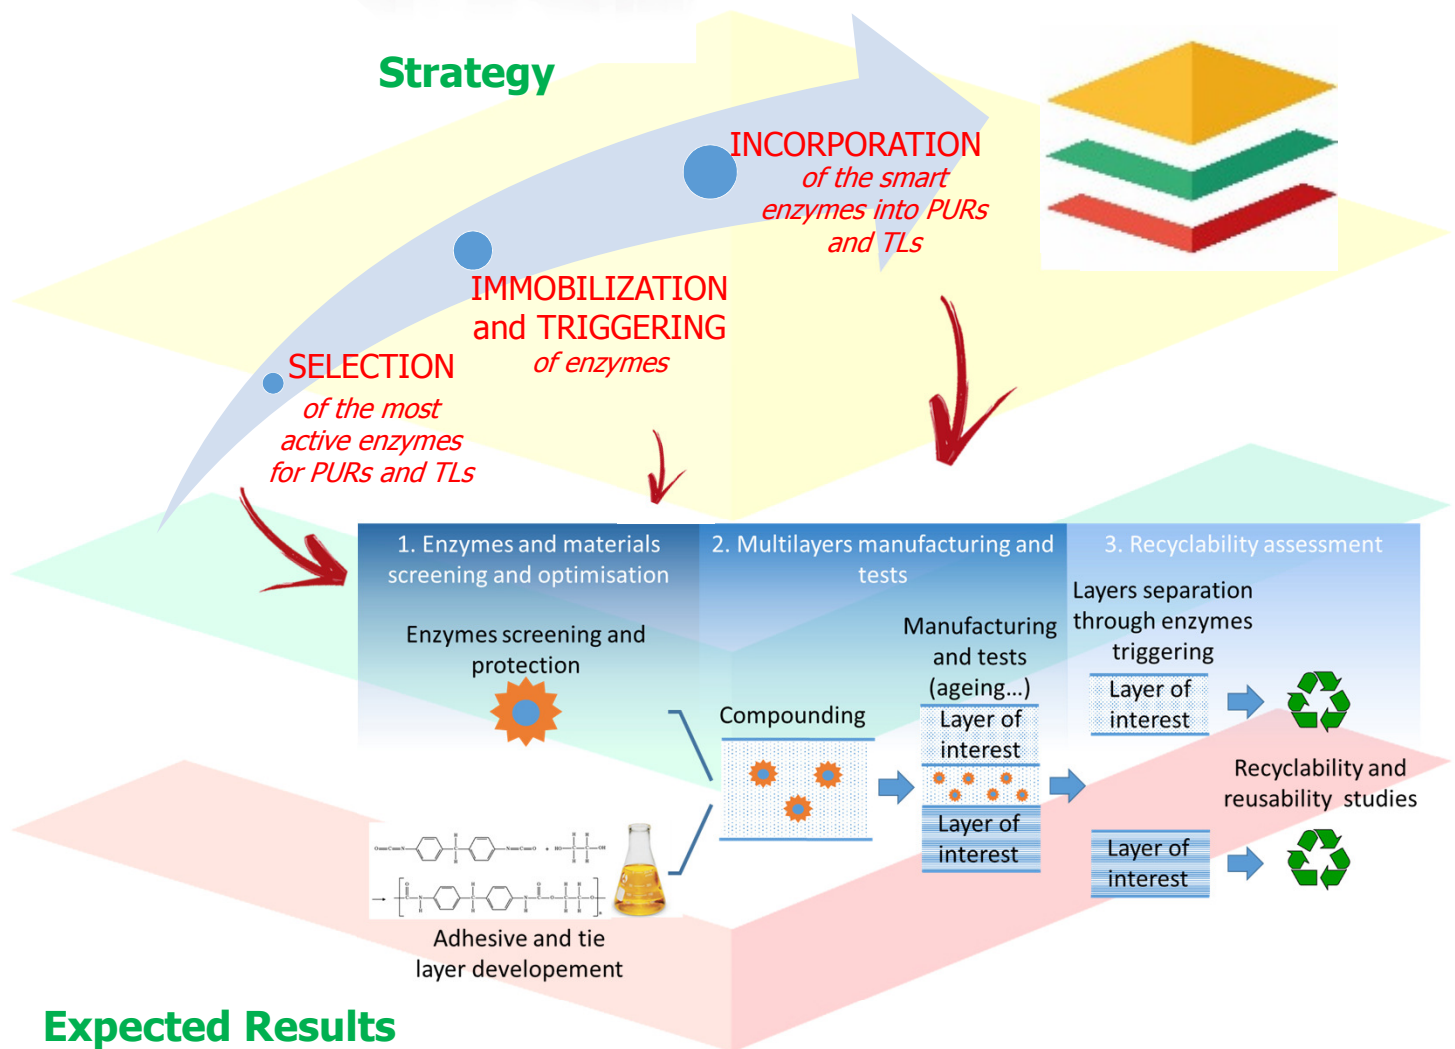 Strategy
INCORPORATION
of the smart
enzymes into PURs
and TLs
IMMOBILIZATION
and TRIGGERING
of enzymes
SELECTION
of the most
active enzymes
for PURs and TLs
1. Enzymes and materials
screening and optimisation
2. Multilayers manufacturing and
tests
3. Recyclability assessment
Enzymes screening and
protection
Compounding
Manufacturing
and tests
(ageing...)
Layer of
interest
Layer of
interest
Layers separation
through enzymes
triggering
Layer of
interest
Layer of
interest
Recyclability and
reusability studies
Adhesive and tie
layer developement
Expected Results